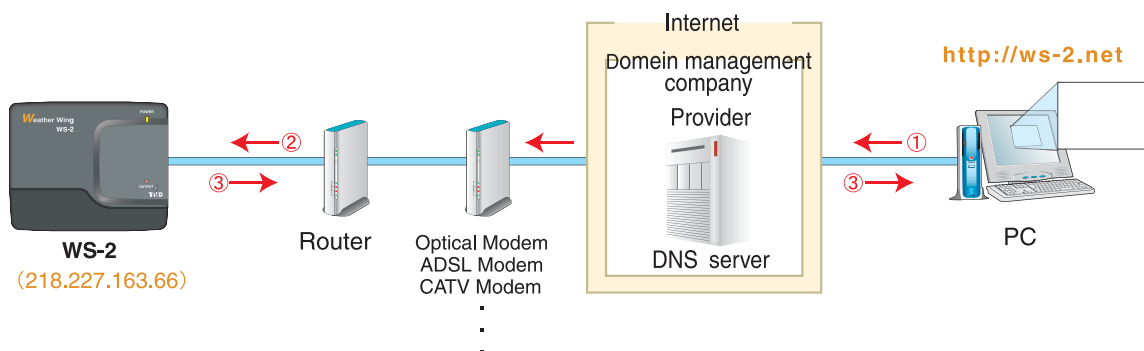 Internet
Domein management
company
Provider
DNS server
http://ws-2.net
POWER
Weather Wing
WS-2
OUTPUT
②
③
①
③
WS-2
(218.227.163.66)
Router
Optical Modem
ADSL Modem
CATV Modem
PC